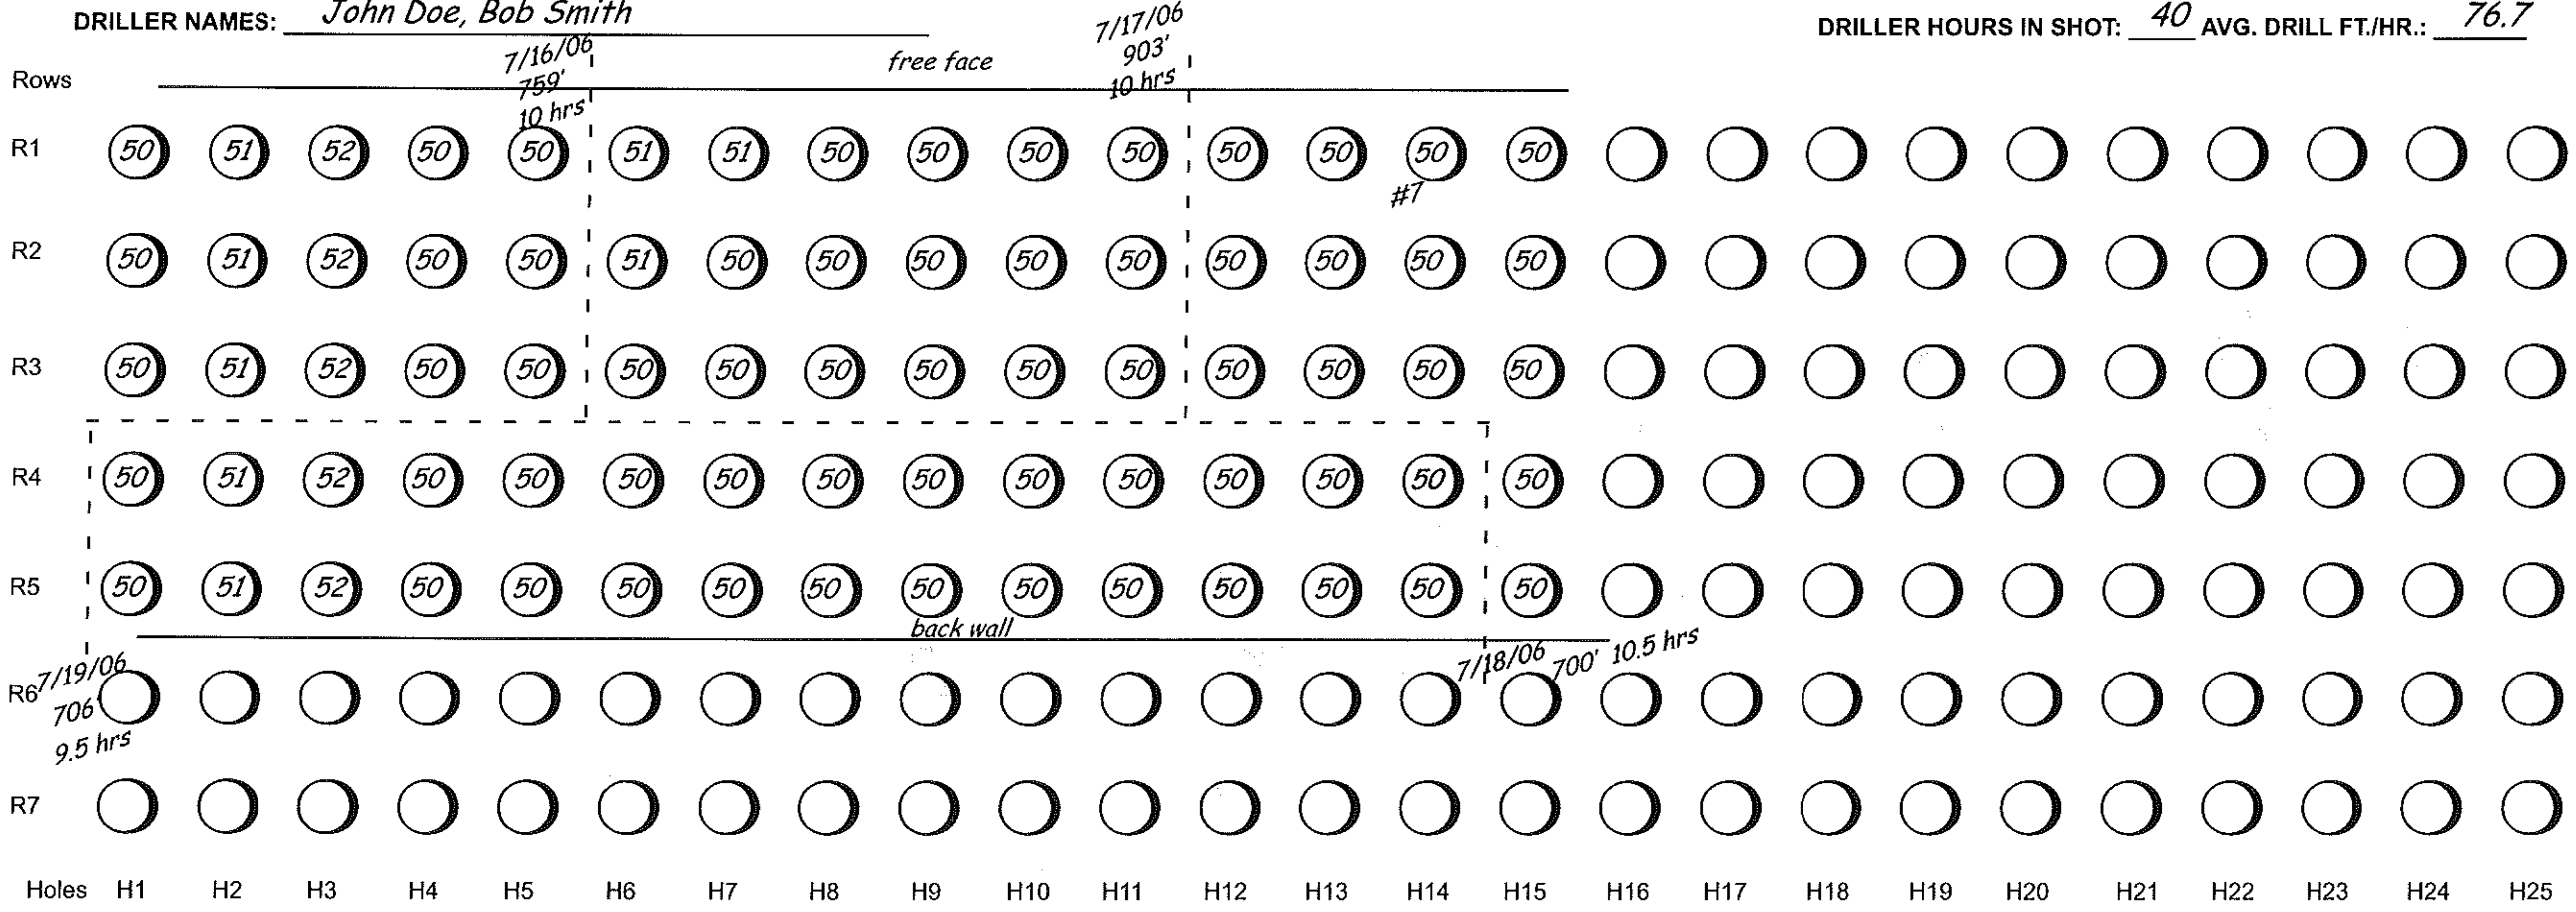 DRILLER NAMES: John Doe, Bob Smith
DRILLER HOURS IN SHOT: 40 AVG. DRILL FT./HR.: 76.7
7/16/06
759'
10 hrs
free face
7/17/06
903'
10 hrs
Rows
R1 50 51 52 50 50 51 51 50 50 50 50 50 50 50 50
#7
R2 50 51 52 50 50 51 50 50 50 50 50 50 50 50 50
R3 50 51 52 50 50 50 50 50 50 50 50 50 50 50 50
R4 50 51 52 50 50 50 50 50 50 50 50 50 50 50 50
R5 50 51 52 50 50 50 50 50 50 50 50 50 50 50 50
back wall
7/18/06 700' 10.5 hrs
R6 7/19/06
706'
9.5 hrs
R7
Holes H1 H2 H3 H4 H5 H6 H7 H8 H9 H10 H11 H12 H13 H14 H15 H16 H17 H18 H19 H20 H21 H22 H23 H24 H25